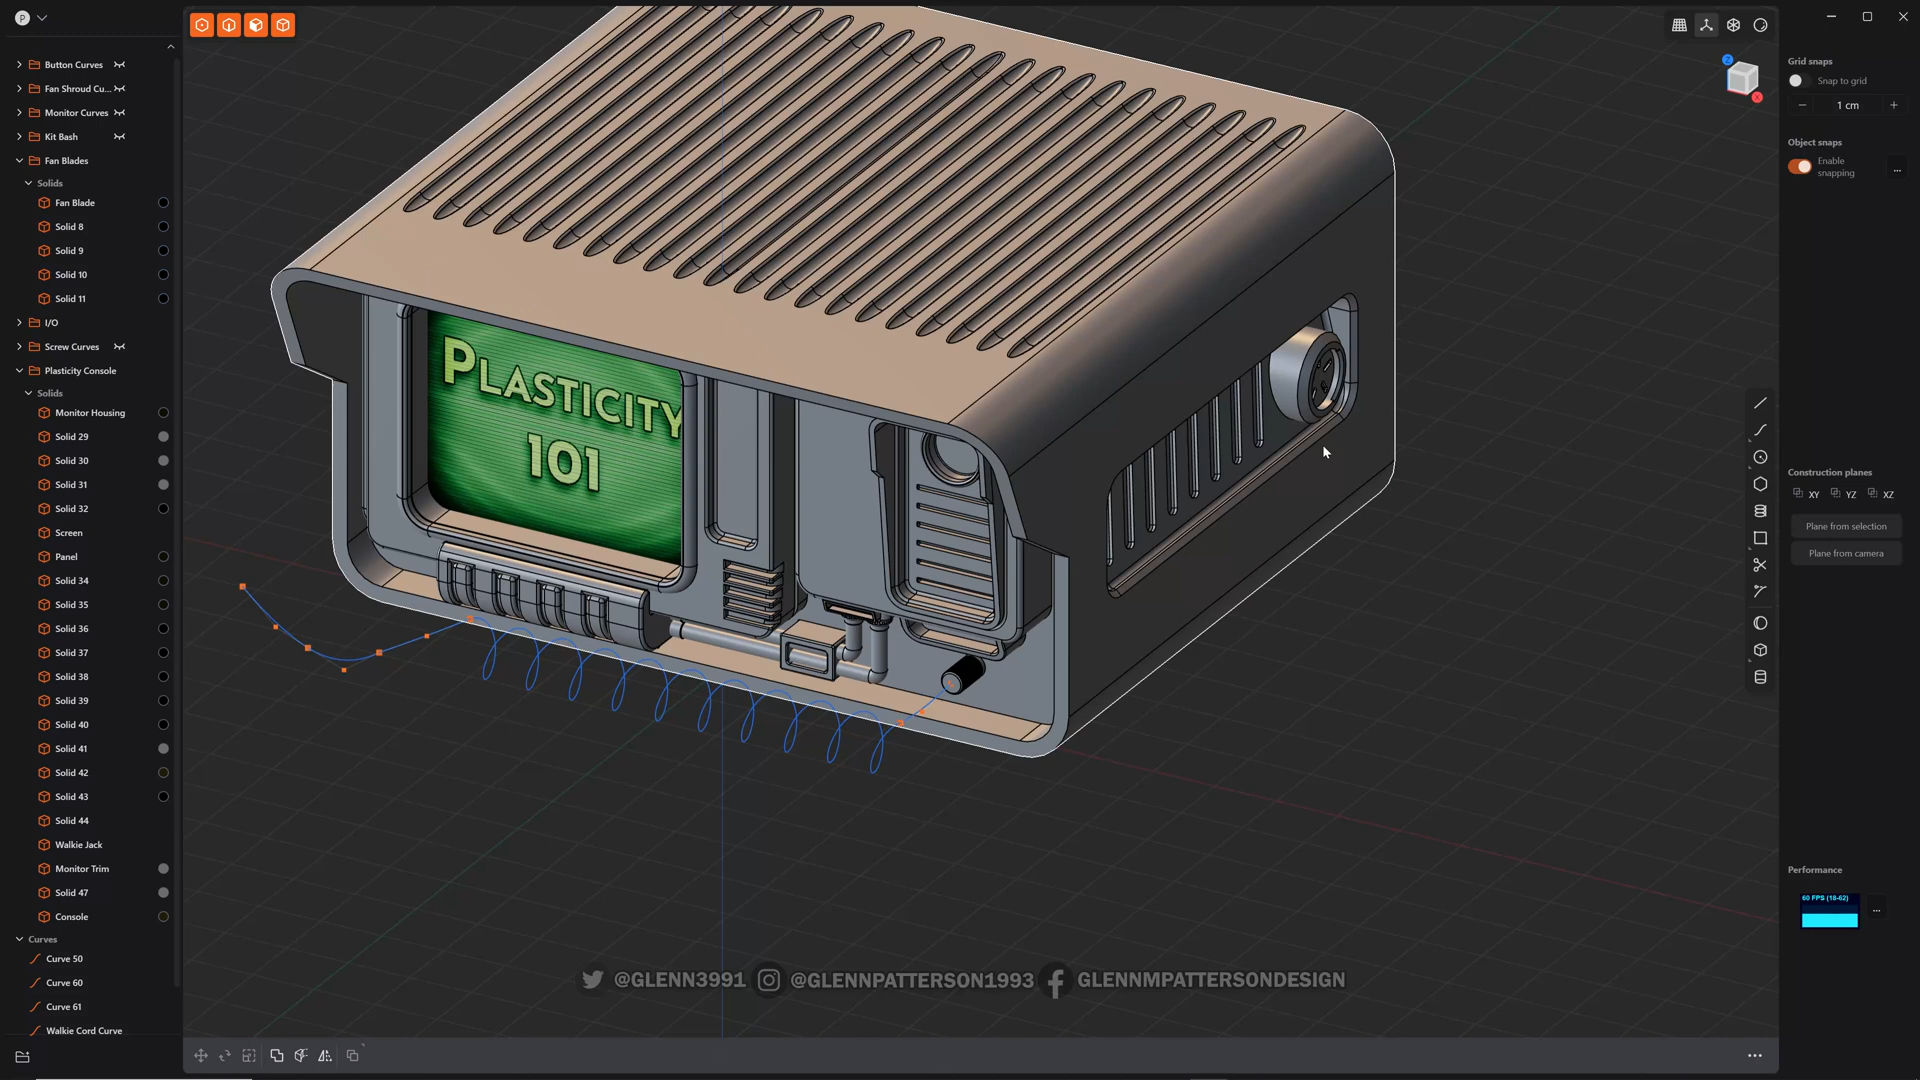 P
Button Curves
Fan Shroud Cu...
Monitor Curves
Kit Bash
Fan Blades
Solids
Fan Blade
Solid 8
Solid 9
Solid 10
Solid 11
I/O
Screw Curves
Plasticity Console
Solids
Monitor Housing
Solid 29
Solid 30
Solid 31
Solid 32
Screen
Panel
Solid 34
Solid 35
Solid 36
Solid 37
Solid 38
Solid 39
Solid 40
Solid 41
Solid 42
Solid 43
Solid 44
Walkie Jack
Monitor Trim
Solid 47
Console
Curves
Curve 50
Curve 60
Curve 61
Walkie Cord Curve
PLASTICITY
101
@GLENN3991 @GLENNPATTERSON1993 GLENNMPATTERSONDESIGN
Z
X
Grid snaps
Snap to grid
1 cm
Object snaps
Enable
snapping
...
Construction planes
XY YZ XZ
Plane from selection
Plane from camera
Performance
60 FPS (18-62)
...